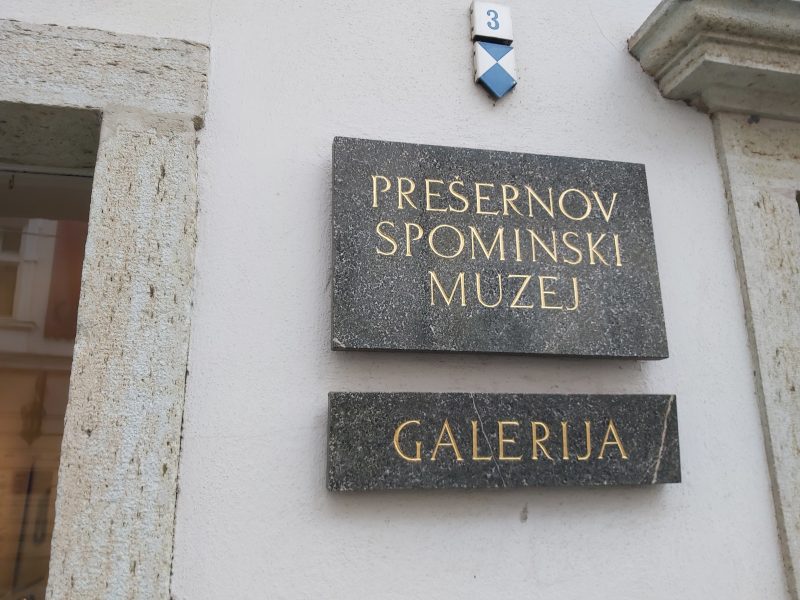 3
PREŠERNOV
SPOMINSKI
MUZEJ
GALERIJA